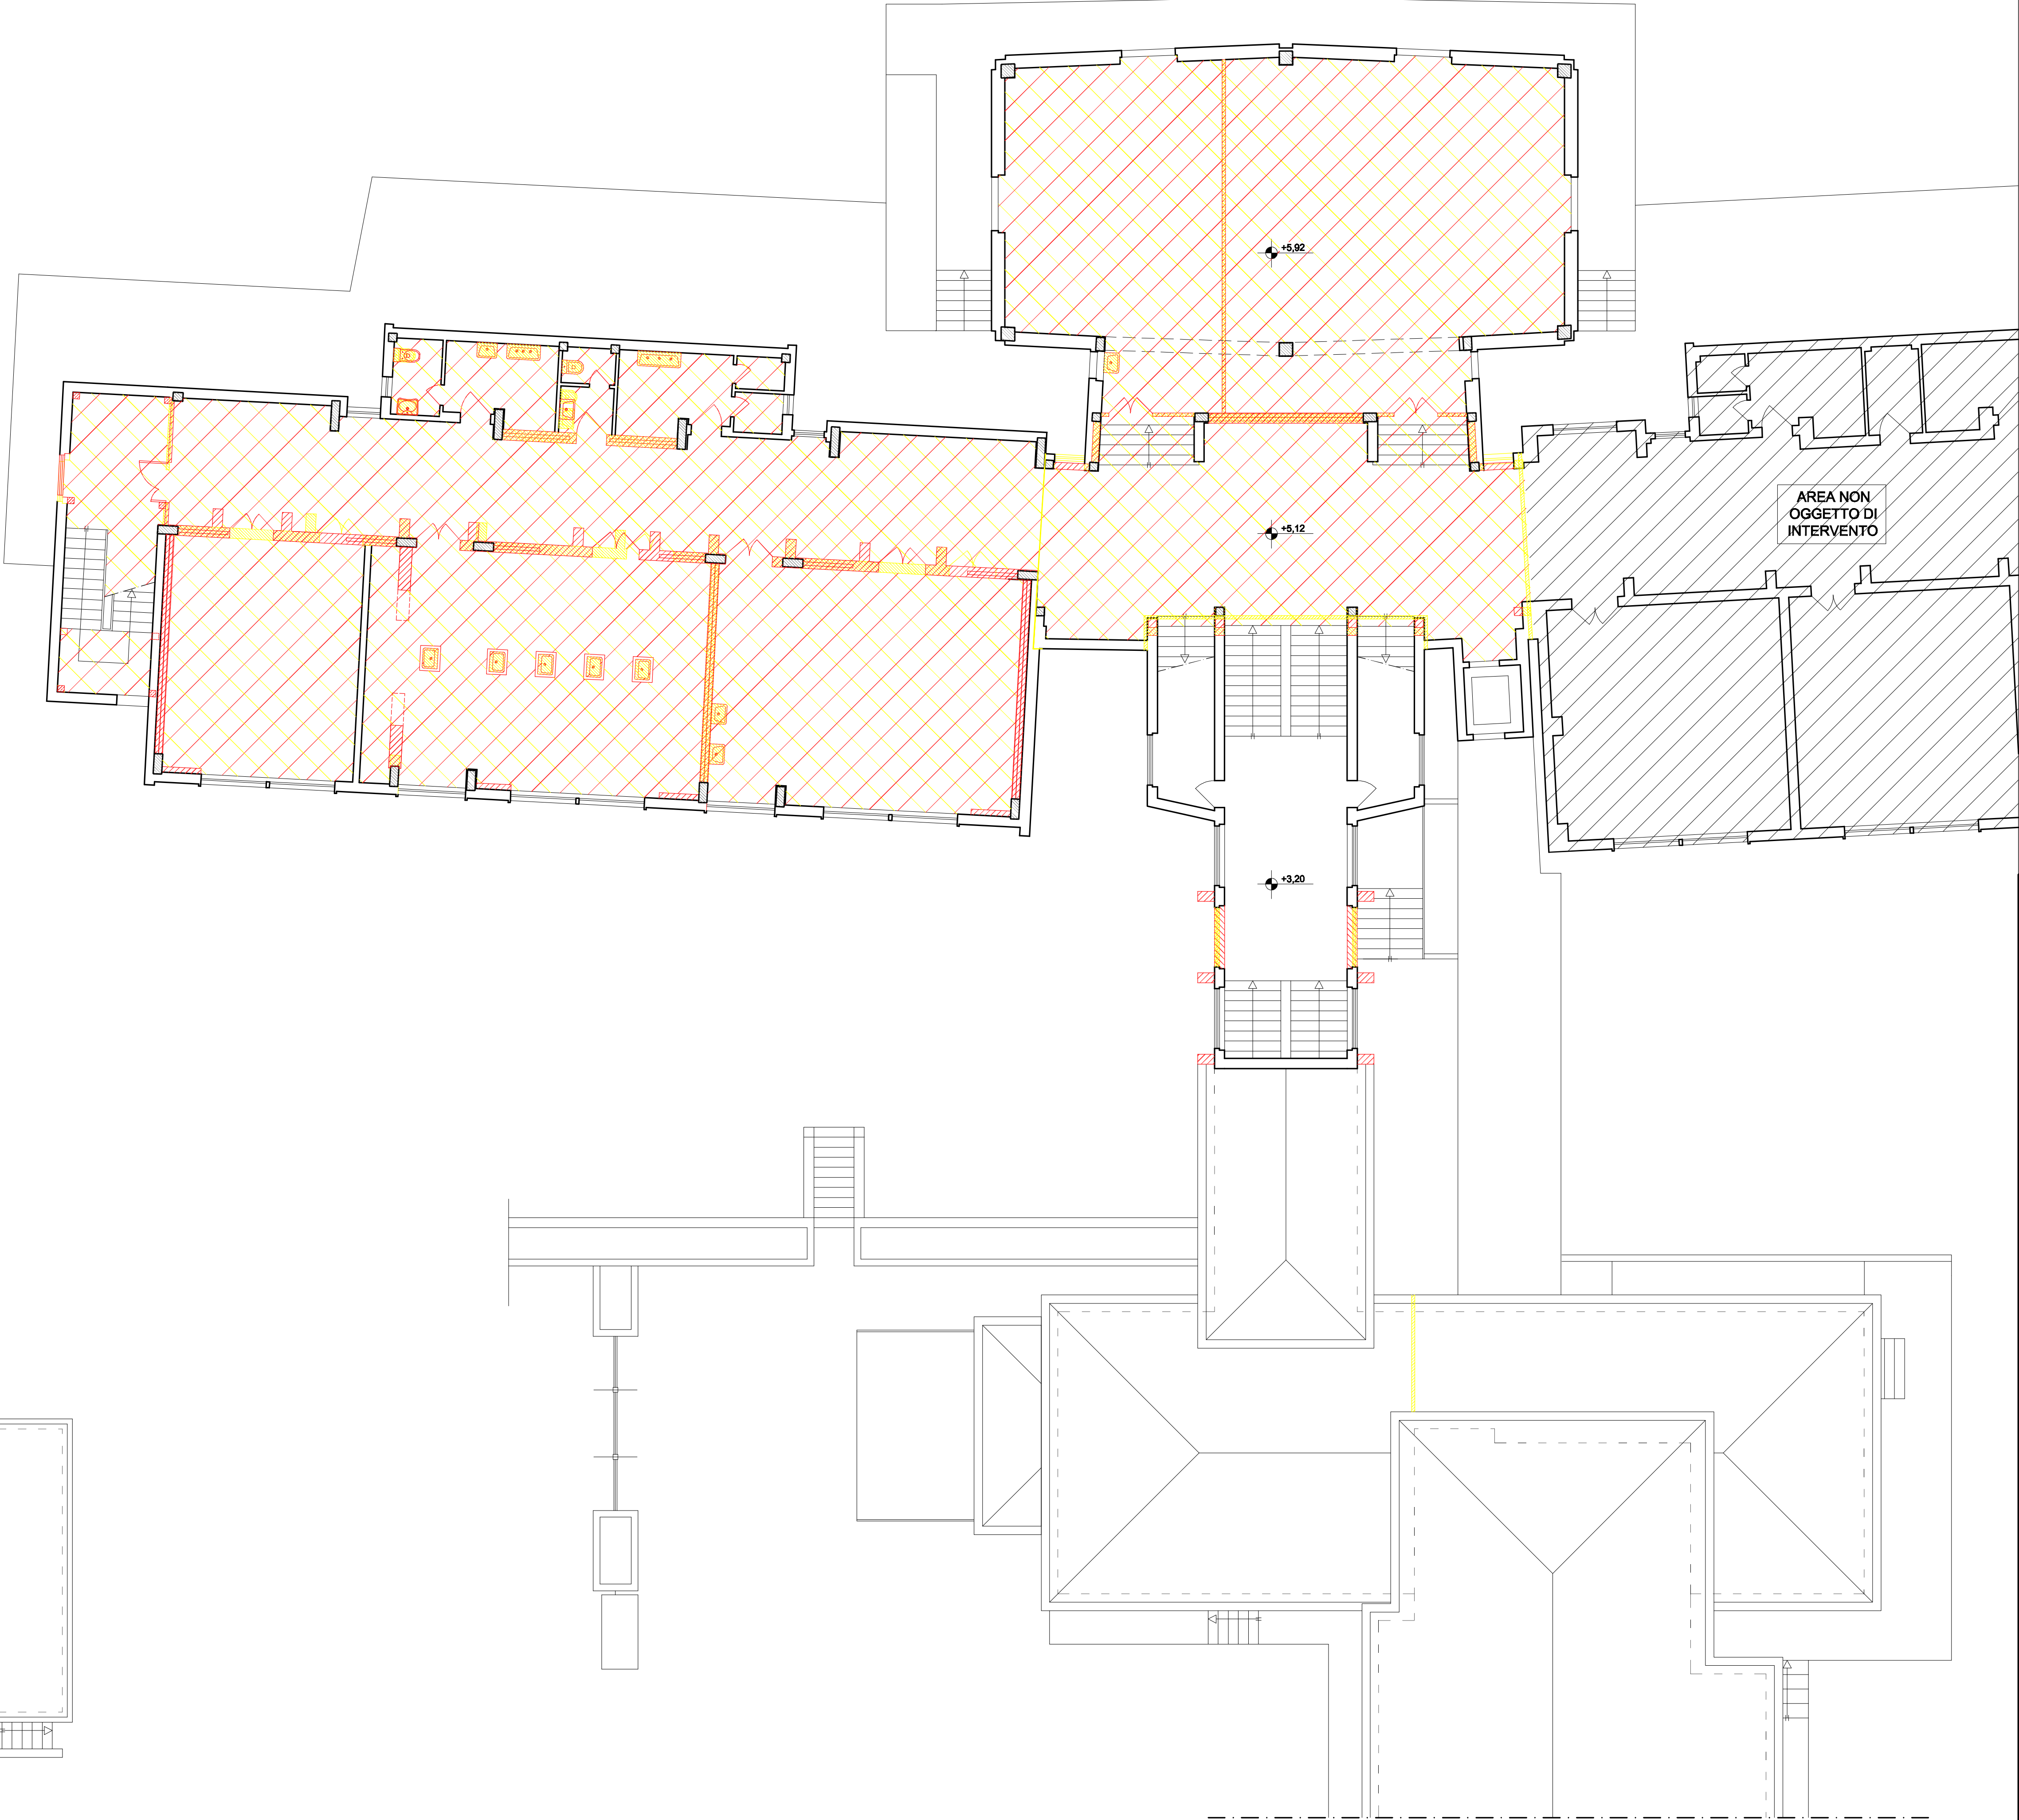 +5,92
AREA NON
OGGETTO DI
INTERVENTO
+5,12
+3,20